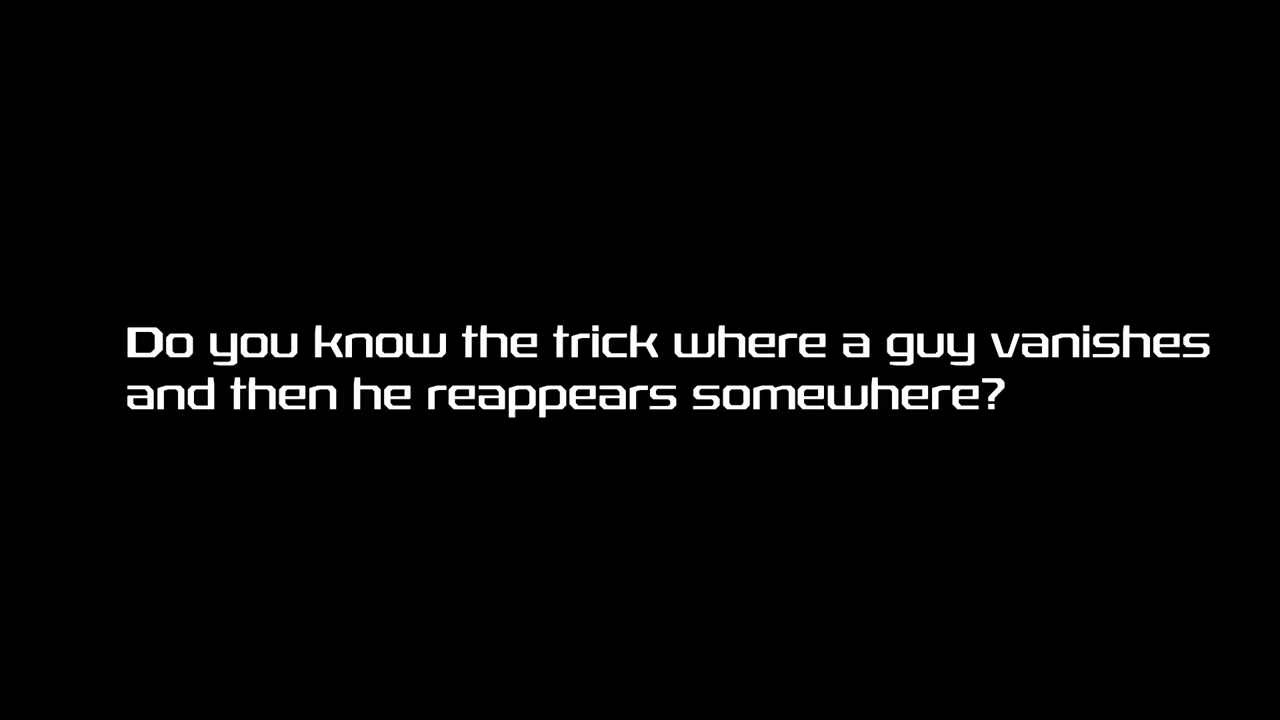 Do you know the trick where a guy vanishes
and then he reappears somewhere?